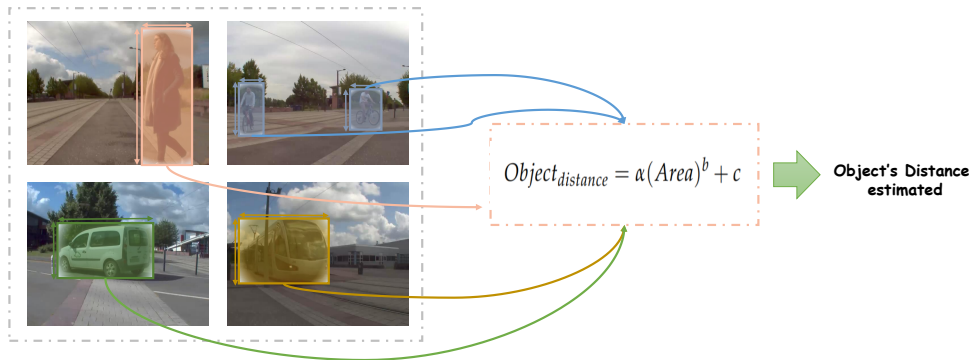 Object_distance = α(Area)^b + c
Object's Distance
estimated